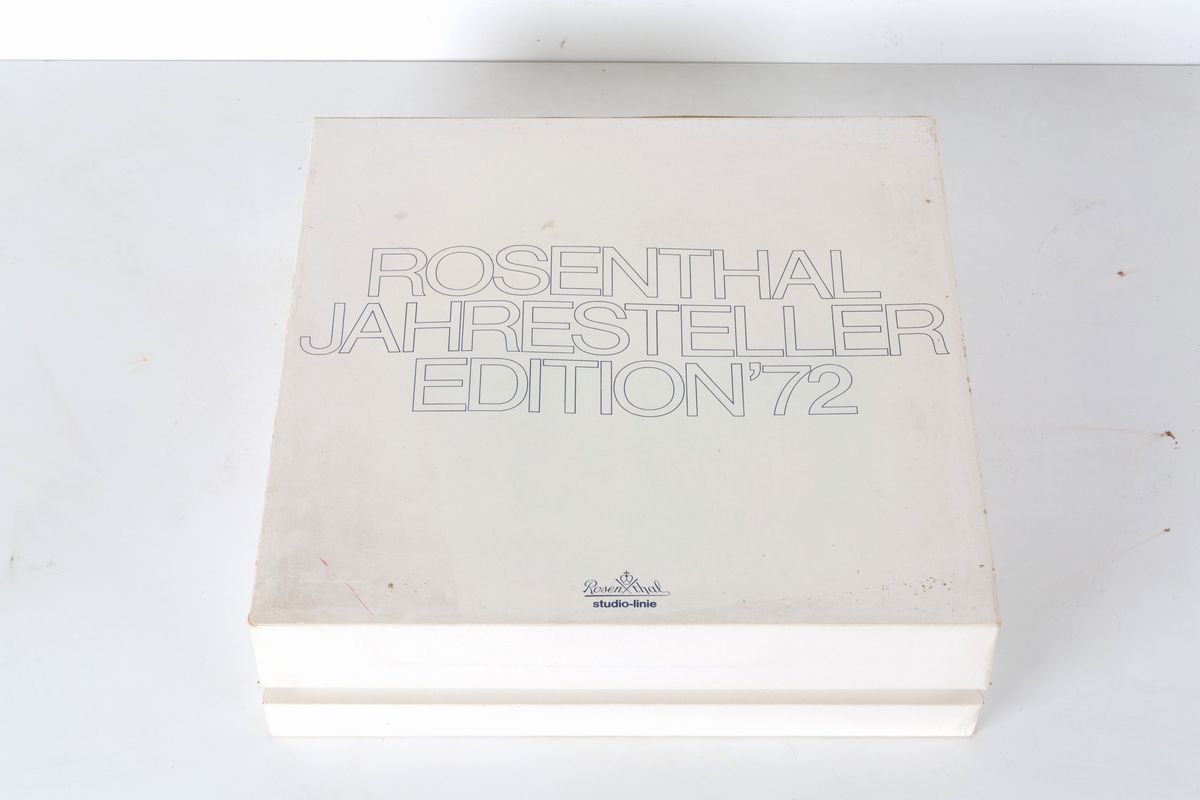 ROSENTHAL
JAHRESTELLER
EDITION'72
Rosenthal
studio-linie